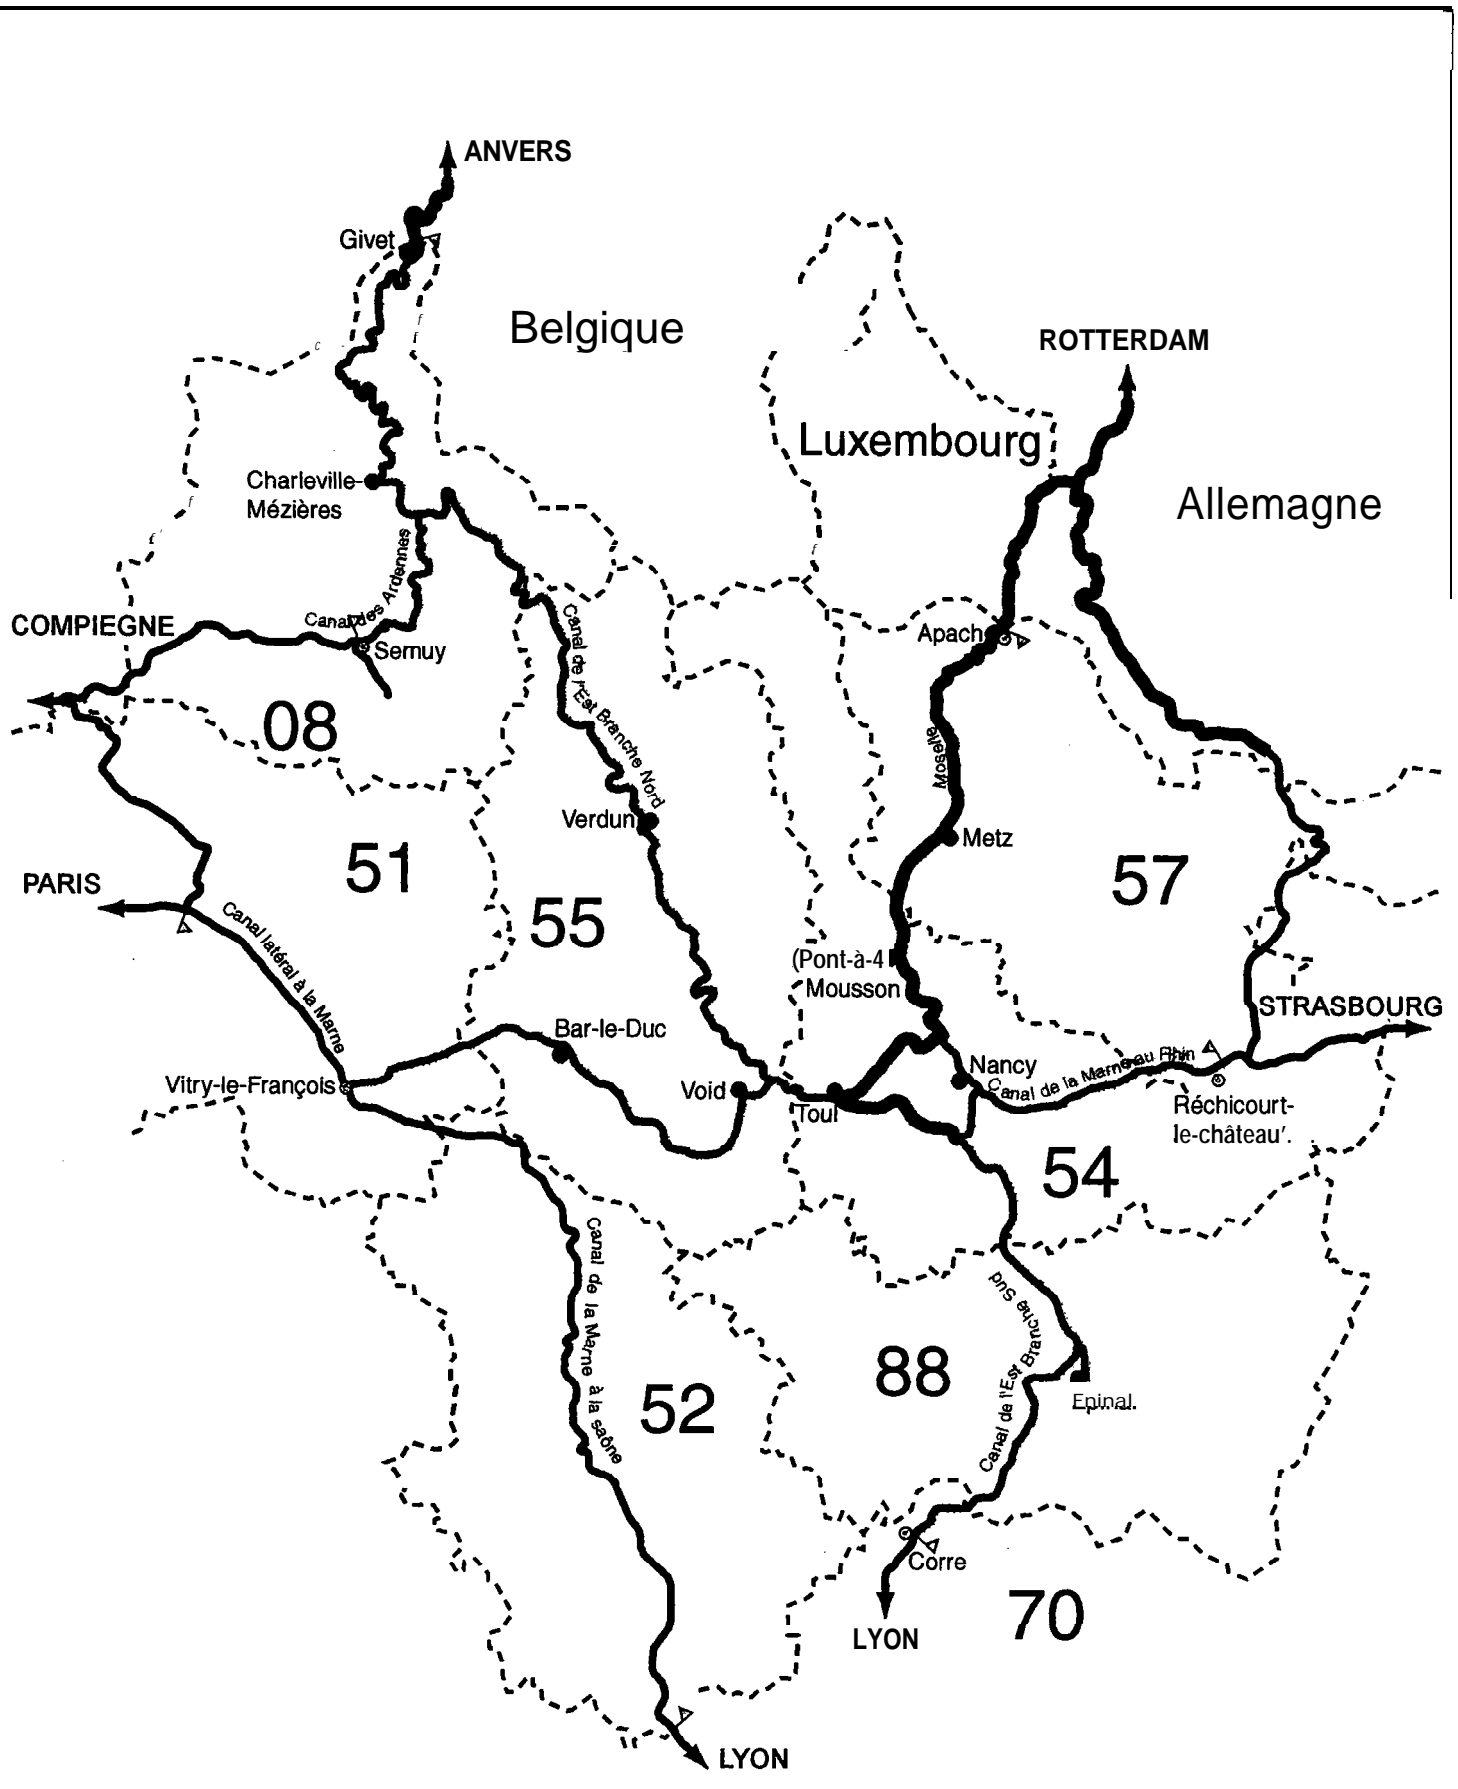 ANVERS
Givet
Belgique
ROTTERDAM
Luxembourg
Allemagne
Charleville-
Mézières
Canal des Ardennes
COMPIEGNE
Semuy
Apach
08
Canal de l'Est Branche Nord
Moselle
Verdun
Metz
51
57
PARIS
55
Canal latéral à la Marne
(Pont-à-4
Mousson
STRASBOURG
Bar-le-Duc
Nancy
Canal de la Marne au Rhin
Vitry-le-François
Void
Toul
Réchicourt-
le-château'.
54
Canal de la Marne à la saône
Canal de l'Est Branche Sud
88
52
Eninal.
Corre
70
LYON
LYON